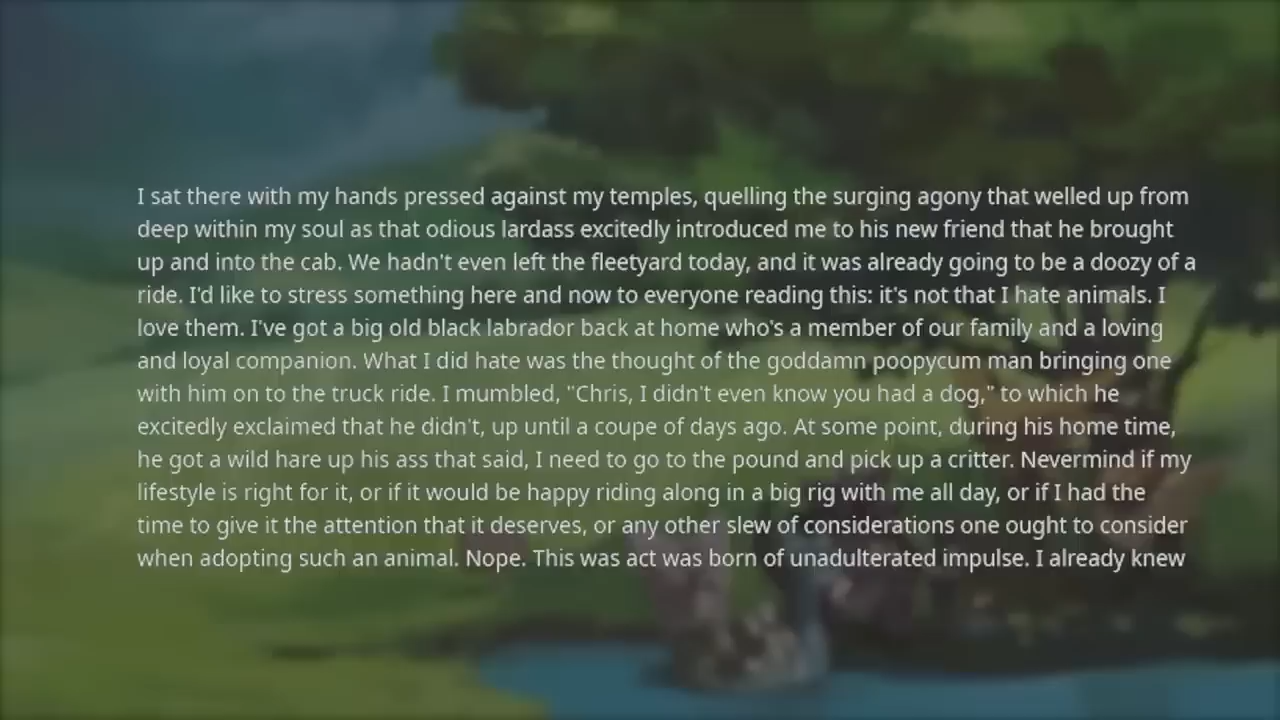 I sat there with my hands pressed against my temples, quelling the surging agony that welled up from
deep within my soul as that odious lardass excitedly introduced me to his new friend that he brought
up and into the cab. We hadn't even left the fleetyard today, and it was already going to be a doozy of a
ride. I'd like to stress something here and now to everyone reading this: it's not that I hate animals. I
love them. I've got a big old black labrador back at home who's a member of our family and a loving
and loyal companion. What I did hate was the thought of the goddamn poopycum man bringing one
with him on to the truck ride. I mumbled, "Chris, I didn't even know you had a dog," to which he
excitedly exclaimed that he didn't, up until a coupe of days ago. At some point, during his home time,
he got a wild hare up his ass that said, I need to go to the pound and pick up a critter. Nevermind if my
lifestyle is right for it, or if it would be happy riding along in a big rig with me all day, or if I had the
time to give it the attention that it deserves, or any other slew of considerations one ought to consider
when adopting such an animal. Nope. This was act was born of unadulterated impulse. I already knew